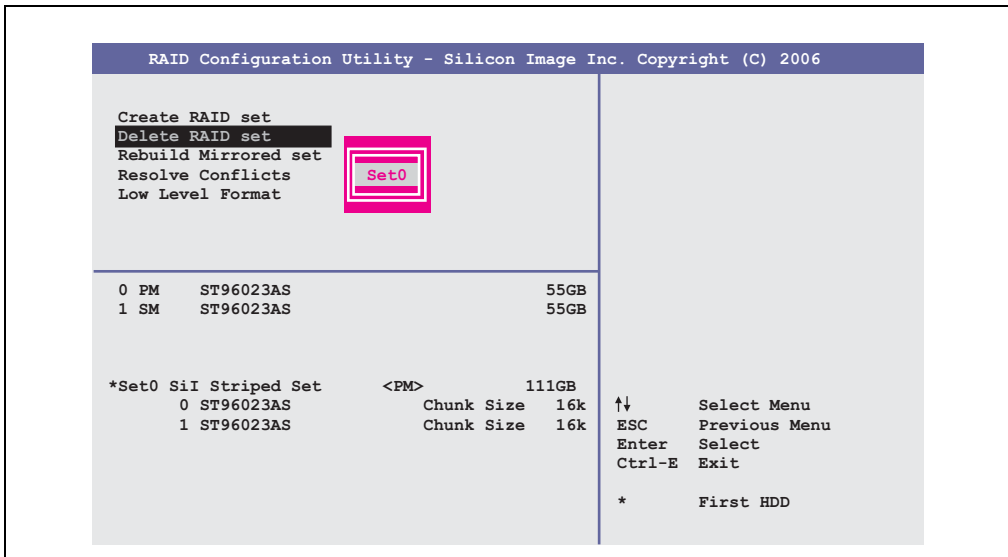 RAID Configuration Utility - Silicon Image Inc. Copyright (C) 2006
Create RAID set
Delete RAID set
Rebuild Mirrored set
Resolve Conflicts
Low Level Format
Set0
0 PM ST96023AS 55GB
1 SM ST96023AS 55GB
*Set0 SiI Striped Set <PM> 111GB
0 ST96023AS Chunk Size 16k
1 ST96023AS Chunk Size 16k
↑↓ Select Menu
ESC Previous Menu
Enter Select
Ctrl-E Exit
* First HDD